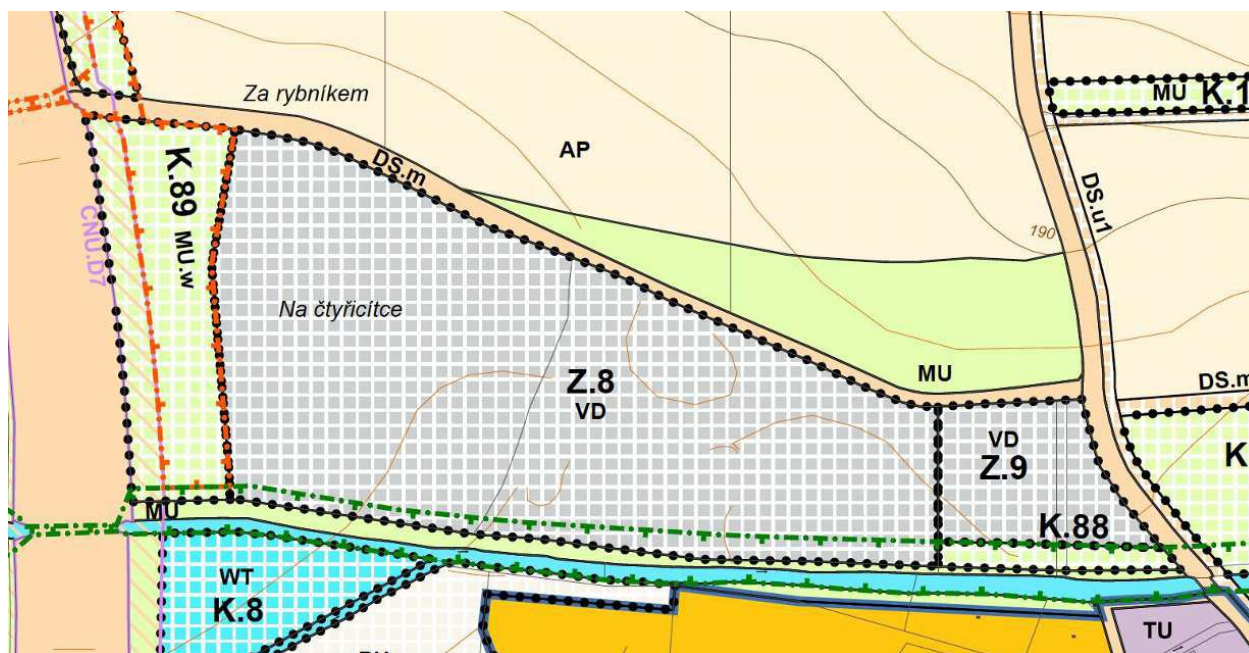 Za rybníkem
MU K.1
AP
DS.m
K.89 MU.w
DS.u1
ČNU.D7
190
Na čtyřicítce
Z.8
VD
MU
DS.m
VD
Z.9
K
MU
K.88
WT
K.8
TU